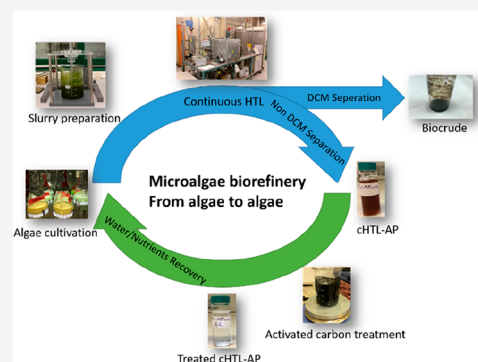 Slurry preparation
Continuous HTL
DCM Seperation
Non DCM Separation
Biocrude
Microalgae biorefinery
From algae to algae
Algae cultivation
cHTL-AP
Water/Nutrients Recovery
Activated carbon treatment
Treated cHTL-AP